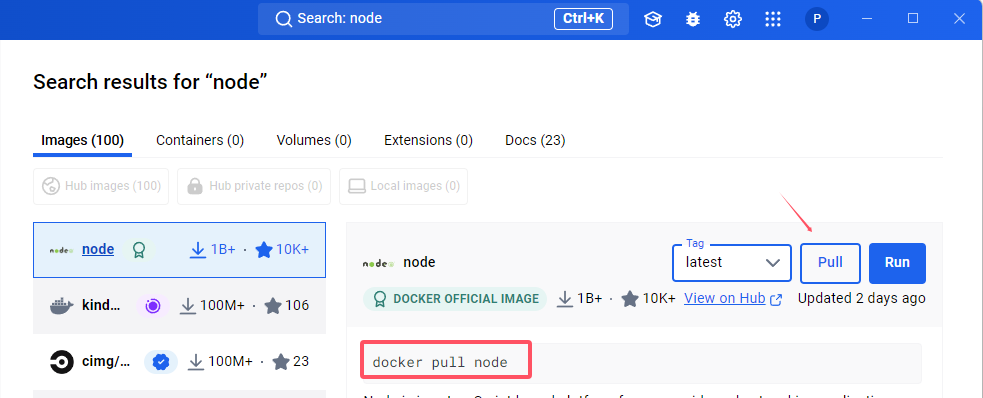 Search: node Ctrl+K P
Search results for “node”
Images (100) Containers (0) Volumes (0) Extensions (0) Docs (23)
Hub images (100) Hub private repos (0) Local images (0)
node node 1B+ · 10K+
kind... 100M+ · 106
cimg/... 100M+ · 23
node node
Tag
latest
Pull
Run
DOCKER OFFICIAL IMAGE 1B+ · 10K+ View on Hub Updated 2 days ago
docker pull node